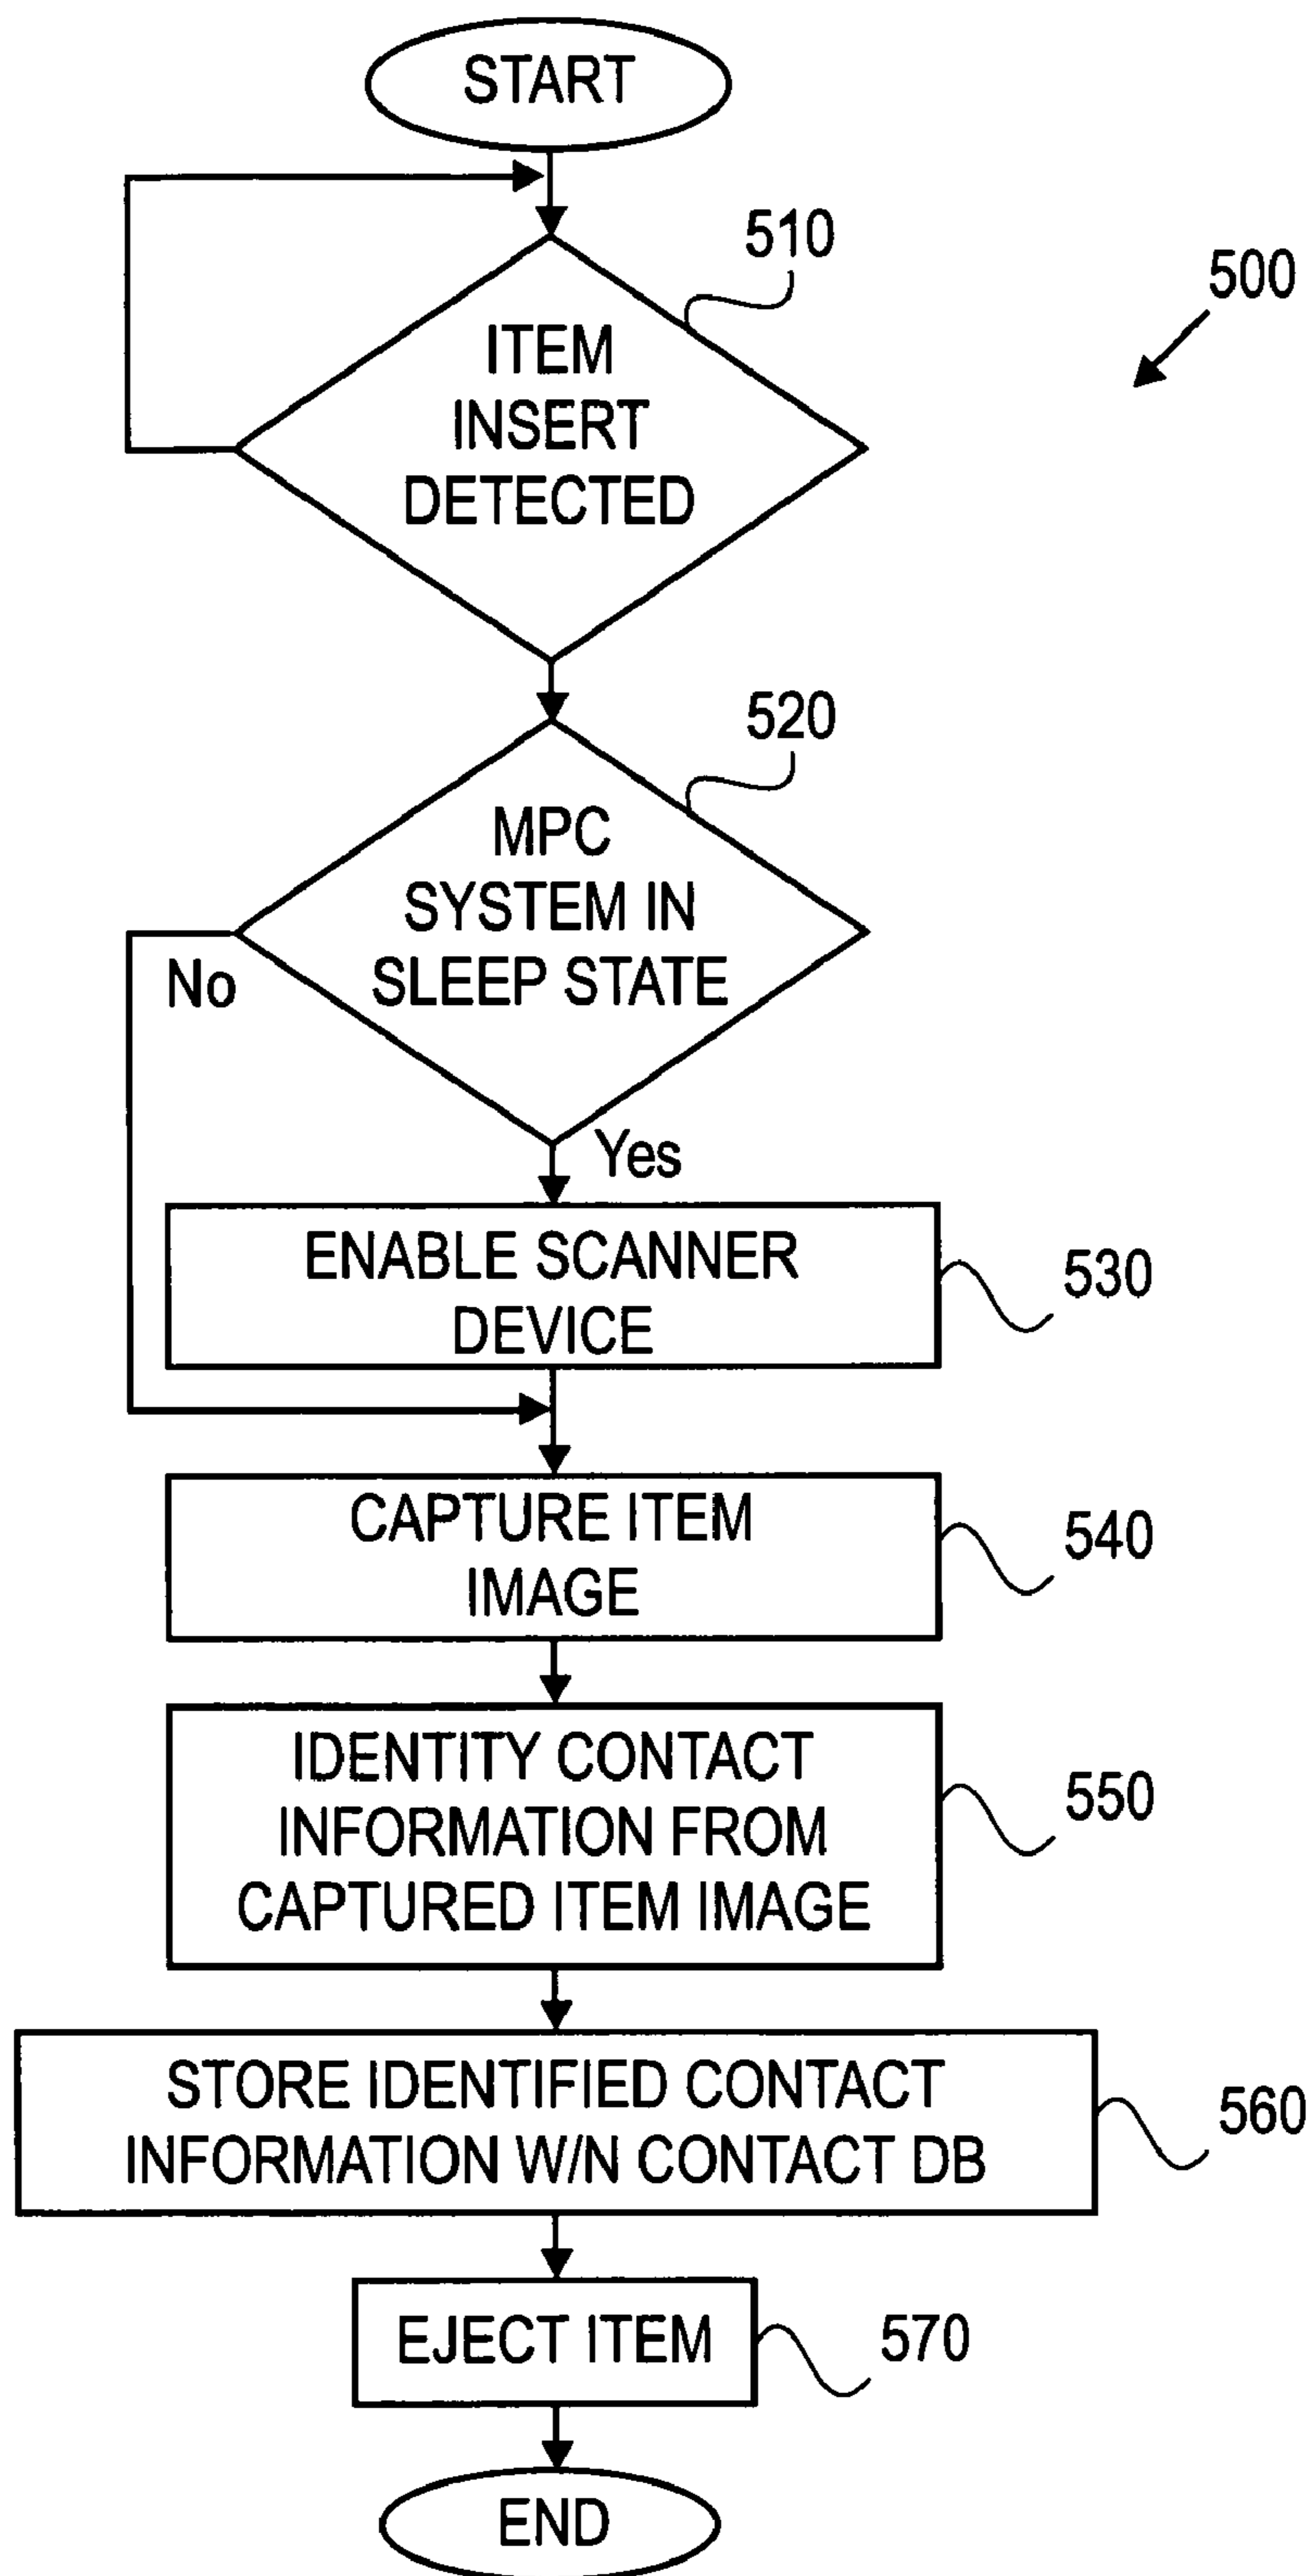 START
510
500
ITEM
INSERT
DETECTED
520
MPC
SYSTEM IN
SLEEP STATE
No
Yes
ENABLE SCANNER
DEVICE
530
CAPTURE ITEM
IMAGE
540
IDENTITY CONTACT
INFORMATION FROM
CAPTURED ITEM IMAGE
550
STORE IDENTIFIED CONTACT
INFORMATION W/N CONTACT DB
560
EJECT ITEM
570
END